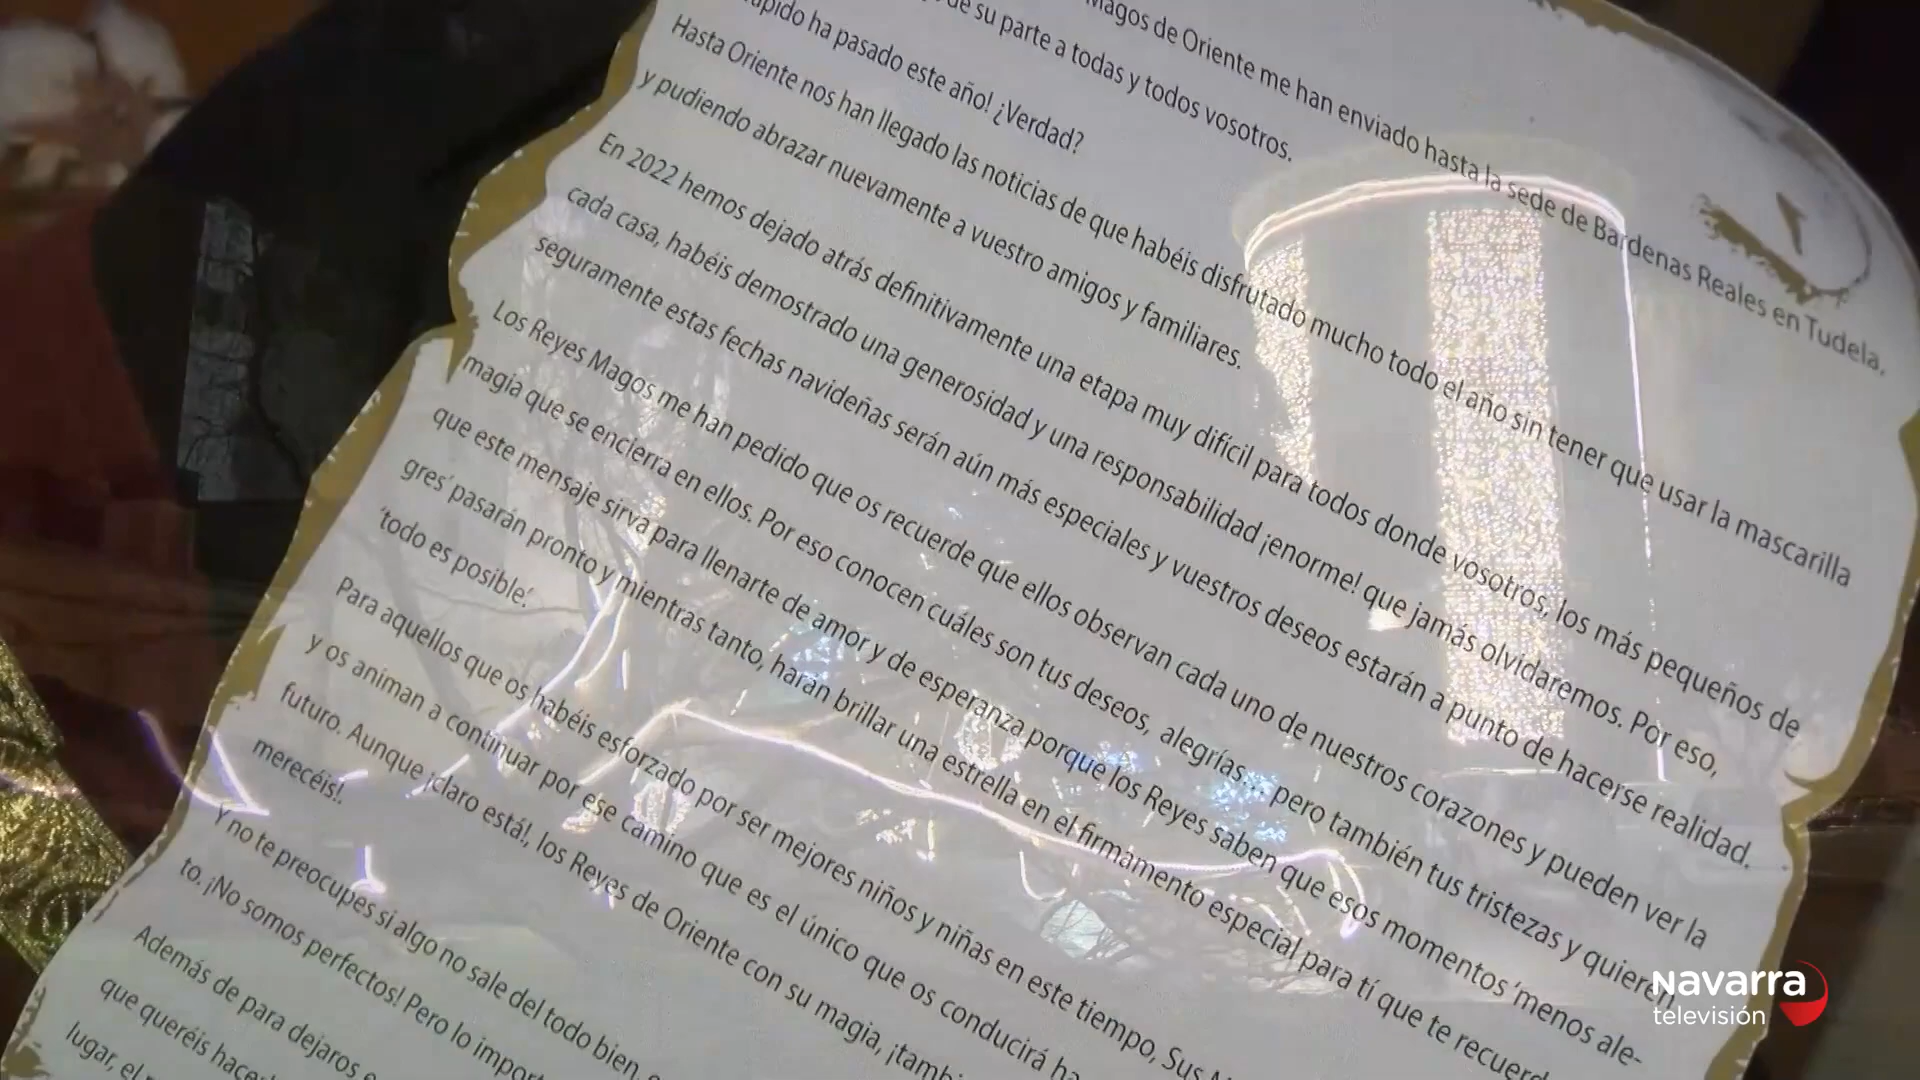 Magos de Oriente me han enviado hasta la sede de Bardenas Reales en Tudela,
de su parte a todas y todos vosotros.
ha pasado este año! ¿Verdad?
Hasta Oriente nos han llegado las noticias de que habéis disfrutado mucho todo el año sin tener que usar la mascarilla
y pudiendo abrazar nuevamente a vuestro amigos y familiares.
En 2022 hemos dejado atrás definitivamente una etapa muy difícil para todos donde vosotros, los más pequeños de
cada casa, habéis demostrado una generosidad y una responsabilidad ¡enorme! que jamás olvidaremos. Por eso,
seguramente estas fechas navideñas serán aún más especiales y vuestros deseos estarán a punto de hacerse realidad.
Los Reyes Magos me han pedido que os recuerde que ellos observan cada uno de nuestros corazones y pueden ver la
magia que se encierra en ellos. Por eso conocen cuáles son tus deseos, alegrías... pero también tus tristezas y quieren
que este mensaje sirva para llenarte de amor y de esperanza porque los Reyes saben que esos momentos 'menos ale-
gres' pasarán pronto y mientras tanto, harán brillar una estrella en el firmamento especial para tí que te recuerd
'todo es posible'.
Para aquellos que os habéis esforzado por ser mejores niños y niñas en este tiempo, Sus
y os animan a continuar por ese camino que es el único que os conducirá ha
futuro. Aunque ¡claro está!, los Reyes de Oriente con su magia, ¡tamb
merecéis!.
Y no te preocupes si algo no sale del todo bien,
to. ¡No somos perfectos! Pero lo import
Además de para dejaros
que queréis hace
lugar, el
navarra
televisión